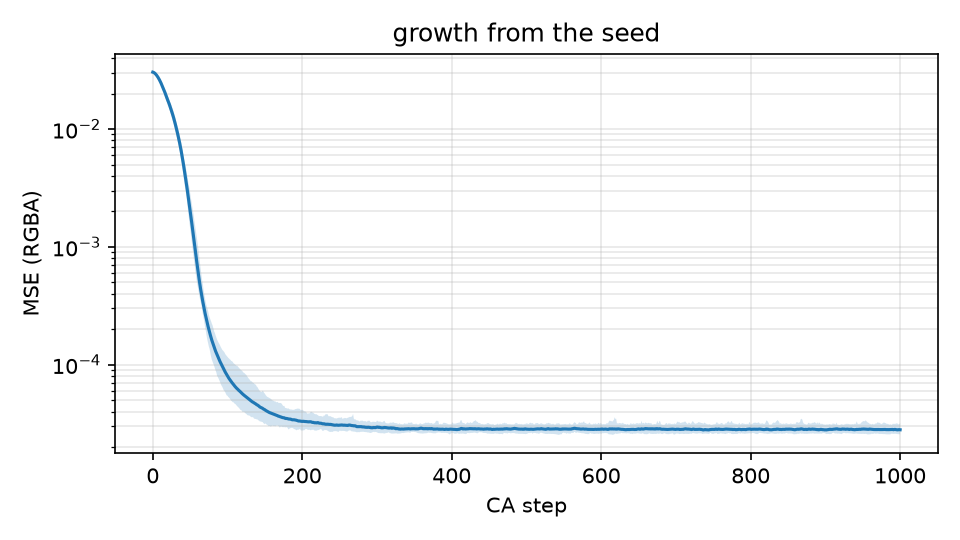 growth from the seed
MSE (RGBA)
10⁻²
10⁻³
10⁻⁴
0 200 400 600 800 1000
CA step